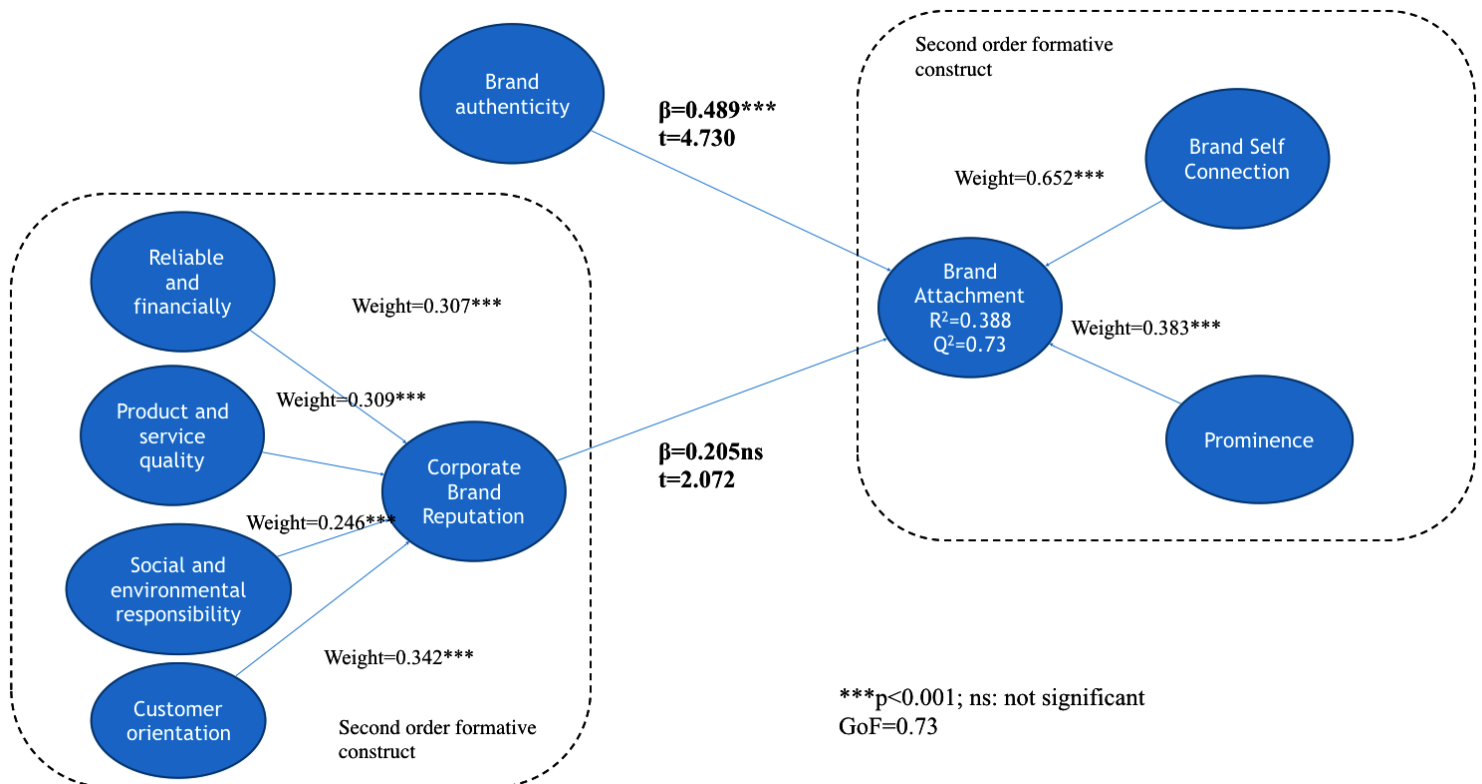 Second order formative
construct
Brand
authenticity
β=0.489***
t=4.730
Brand Self
Connection
Weight=0.652***
Reliable
and
financially
Weight=0.307***
Brand
Attachment
R²=0.388
Q²=0.73
Weight=0.383***
Product and
service
quality
Weight=0.309***
Prominence
Corporate
Brand
Reputation
β=0.205ns
t=2.072
Weight=0.246***
Social and
environmental
responsibility
Weight=0.342***
Customer
orientation
Second order formative
construct
***p<0.001; ns: not significant
GoF=0.73